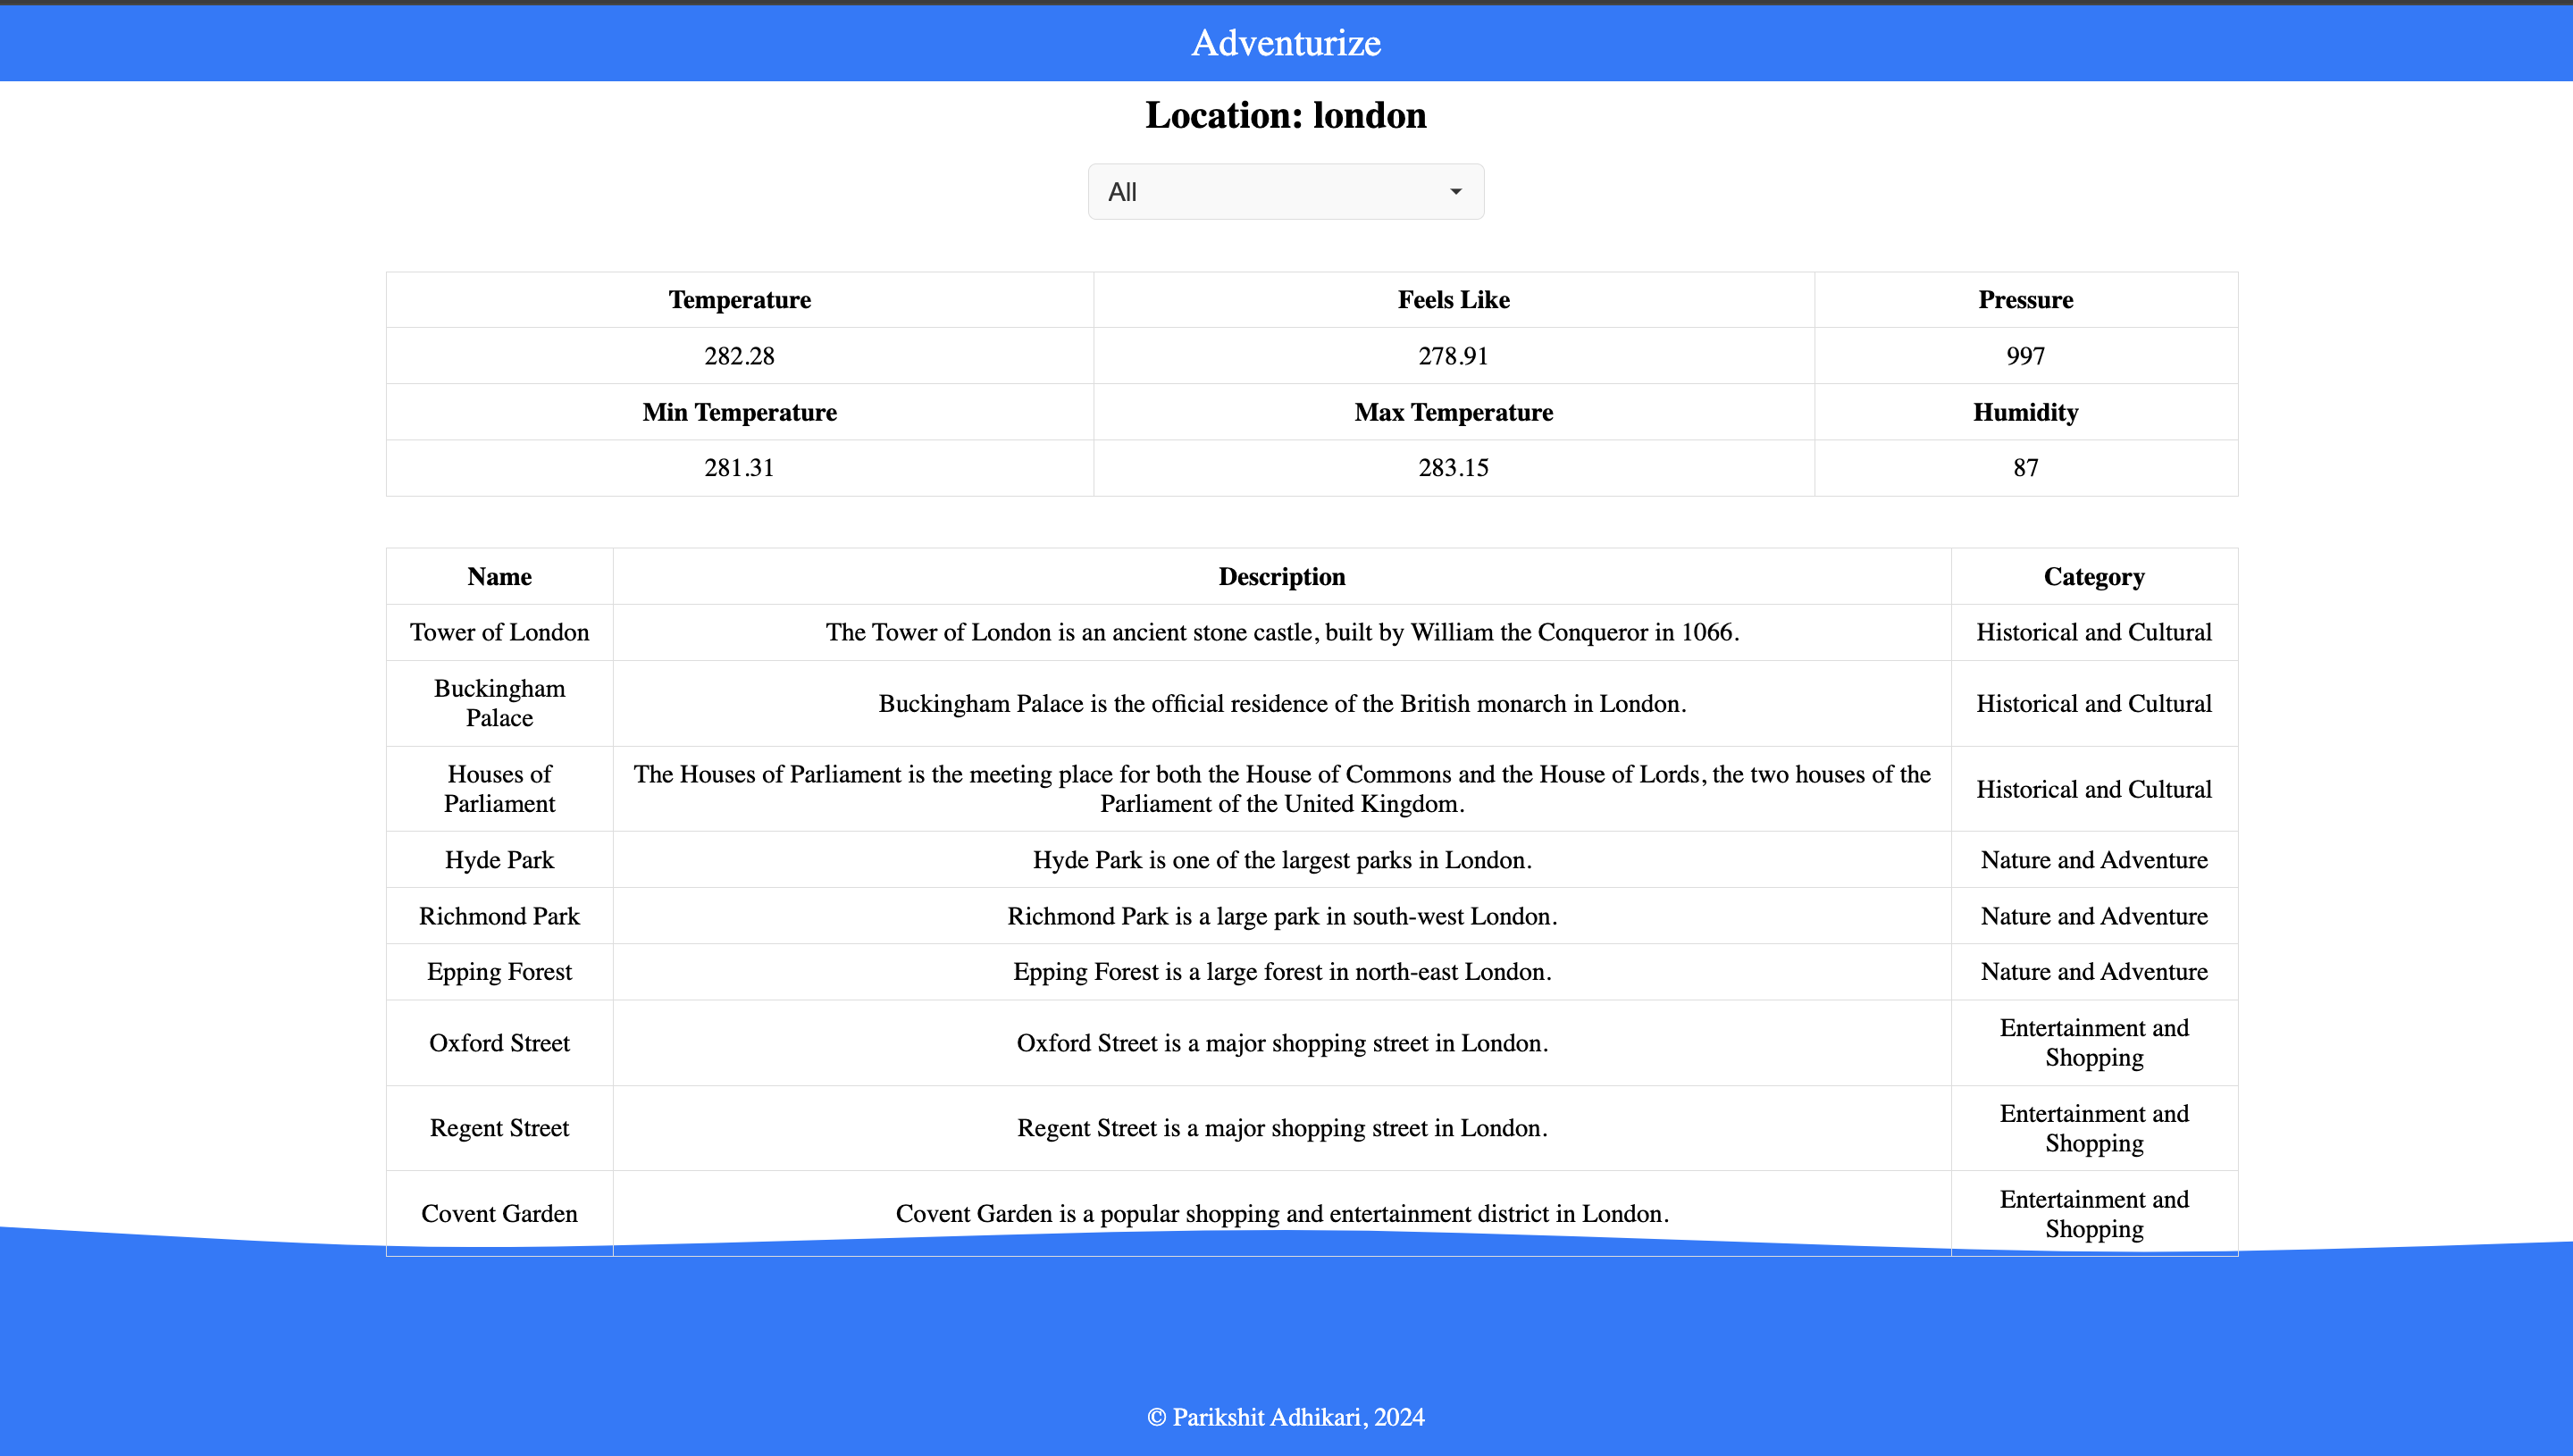 Adventurize
Location: london
All
Temperature Feels Like Pressure
282.28 278.91 997
Min Temperature Max Temperature Humidity
281.31 283.15 87
Name Description Category
Tower of London The Tower of London is an ancient stone castle, built by William the Conqueror in 1066. Historical and Cultural
Buckingham
Palace
Buckingham Palace is the official residence of the British monarch in London.
Historical and Cultural
Houses of
Parliament
The Houses of Parliament is the meeting place for both the House of Commons and the House of Lords, the two houses of the
Parliament of the United Kingdom.
Historical and Cultural
Hyde Park Hyde Park is one of the largest parks in London. Nature and Adventure
Richmond Park Richmond Park is a large park in south-west London. Nature and Adventure
Epping Forest Epping Forest is a large forest in north-east London. Nature and Adventure
Oxford Street Oxford Street is a major shopping street in London.
Entertainment and
Shopping
Regent Street Regent Street is a major shopping street in London.
Entertainment and
Shopping
Covent Garden Covent Garden is a popular shopping and entertainment district in London.
Entertainment and
Shopping
© Parikshit Adhikari, 2024